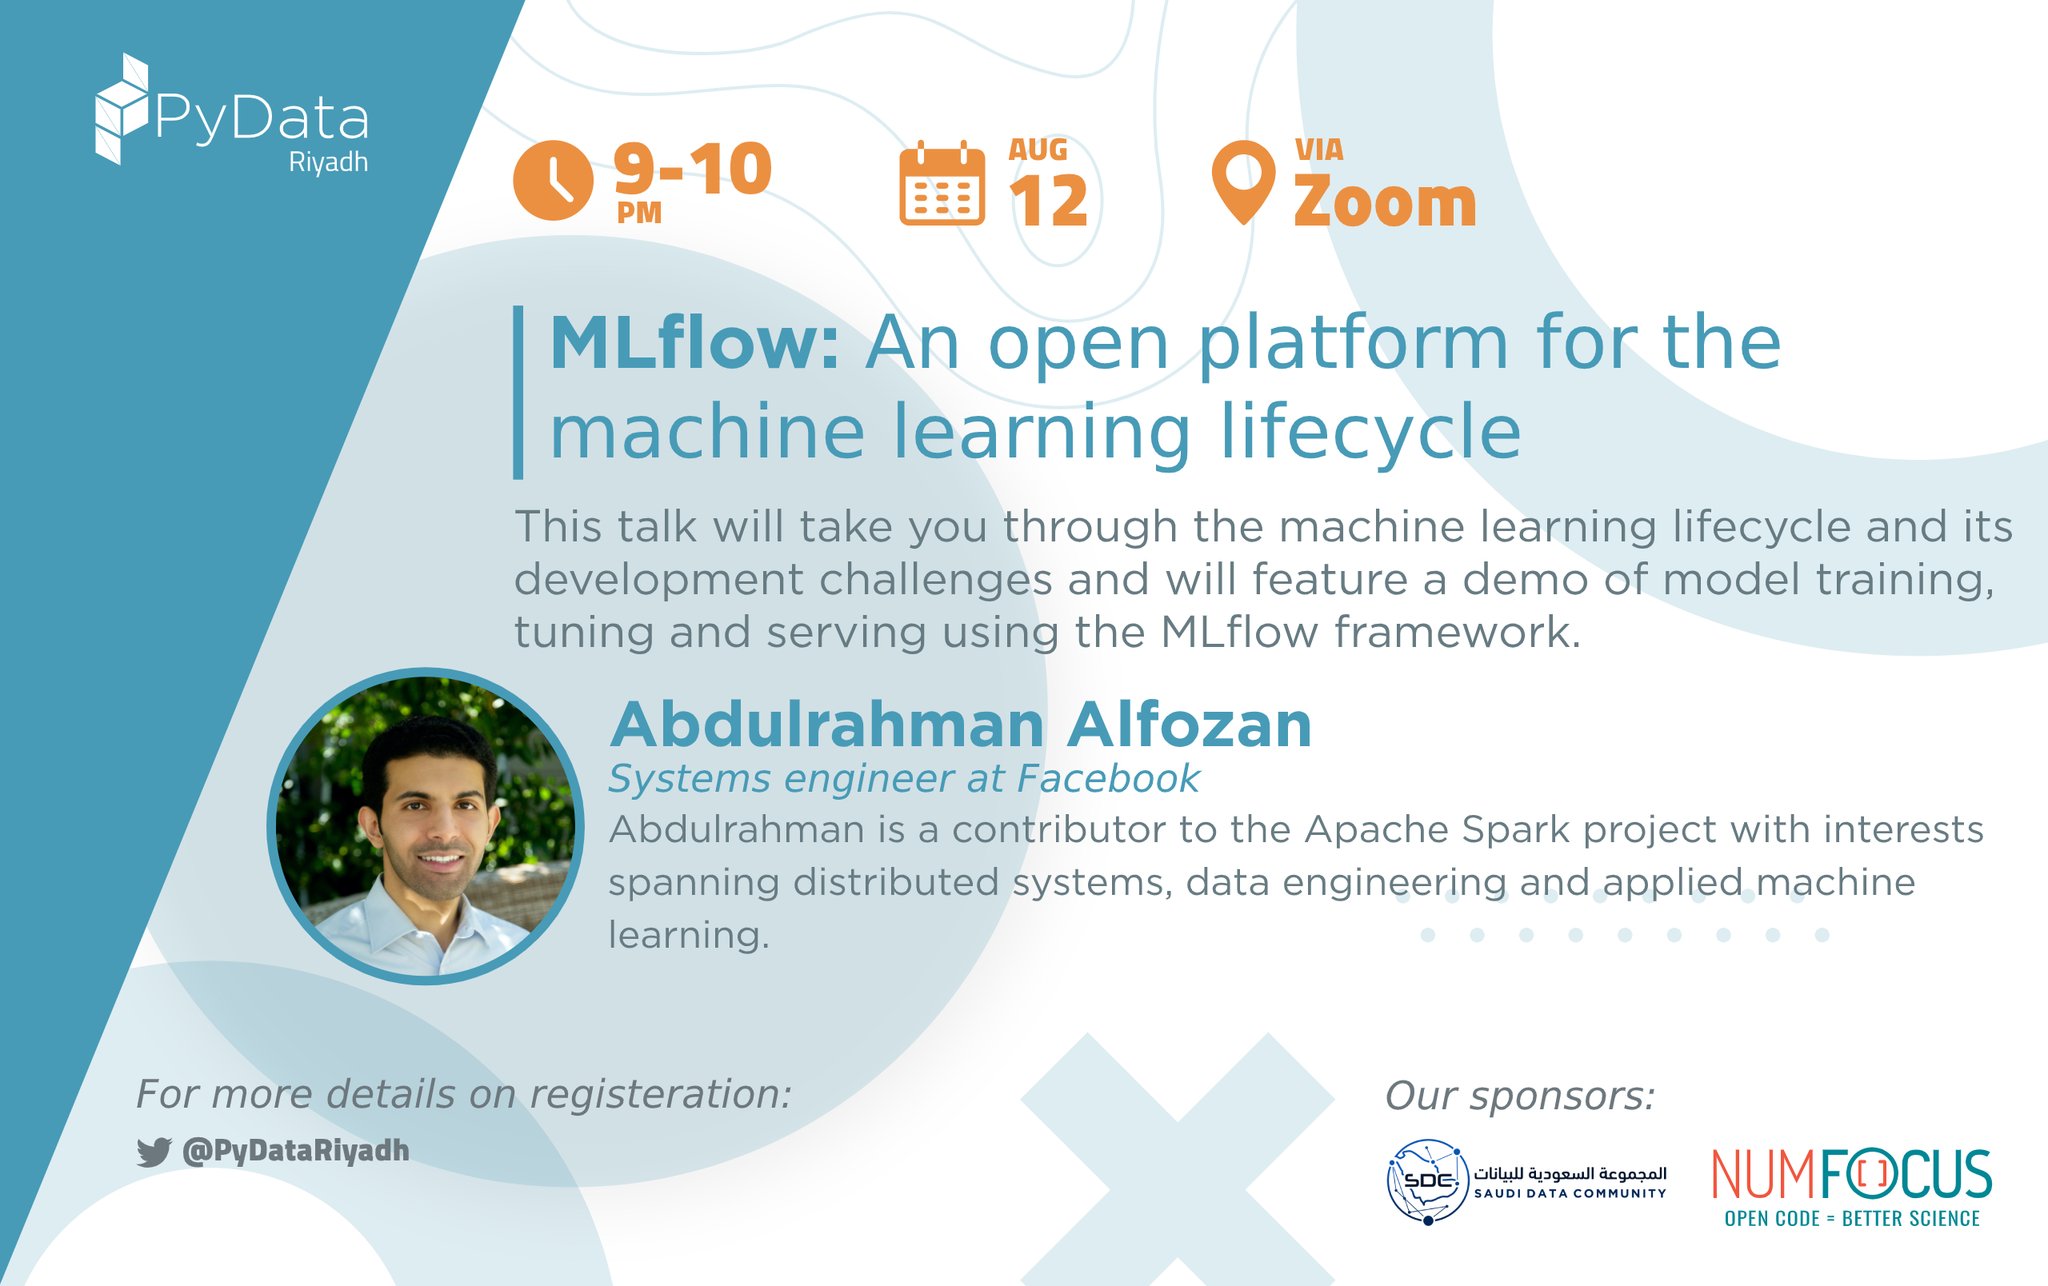 PyData
Riyadh
9-10
PM
AUG
12
VIA
Zoom
MLflow: An open platform for the
machine learning lifecycle
This talk will take you through the machine learning lifecycle and its
development challenges and will feature a demo of model training,
tuning and serving using the MLflow framework.
Abdulrahman Alfozan
Systems engineer at Facebook
Abdulrahman is a contributor to the Apache Spark project with interests
spanning distributed systems, data engineering and applied machine
learning.
For more details on registeration:
@PyDataRiyadh
Our sponsors:
SDC
المجموعة السعودية للبيانات
SAUDI DATA COMMUNITY
NUMFOCUS
OPEN CODE = BETTER SCIENCE